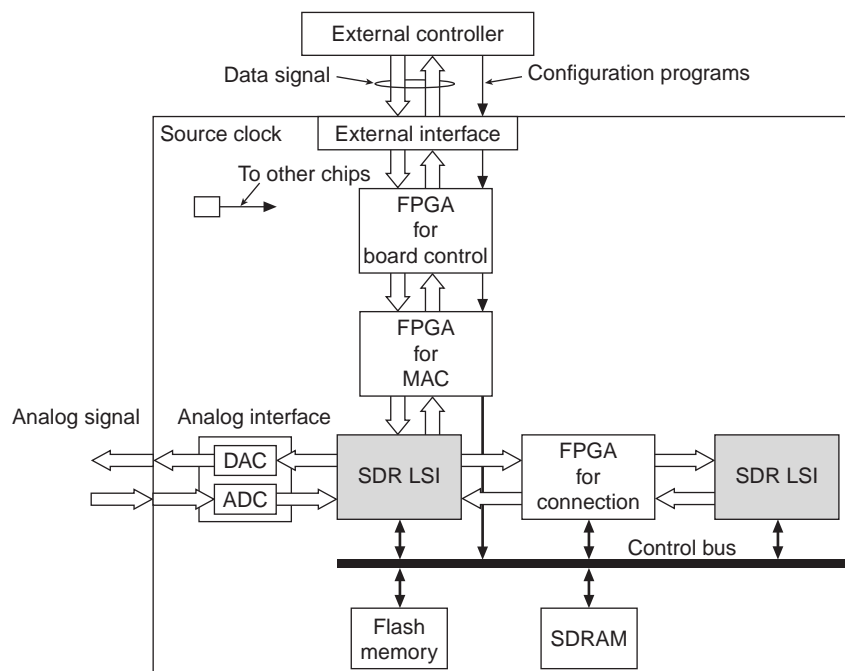 External controller
Data signal
Configuration programs
Source clock
External interface
To other chips
FPGA
for
board control
FPGA
for
MAC
Analog signal
Analog interface
DAC
ADC
SDR LSI
FPGA
for
connection
SDR LSI
Control bus
Flash
memory
SDRAM